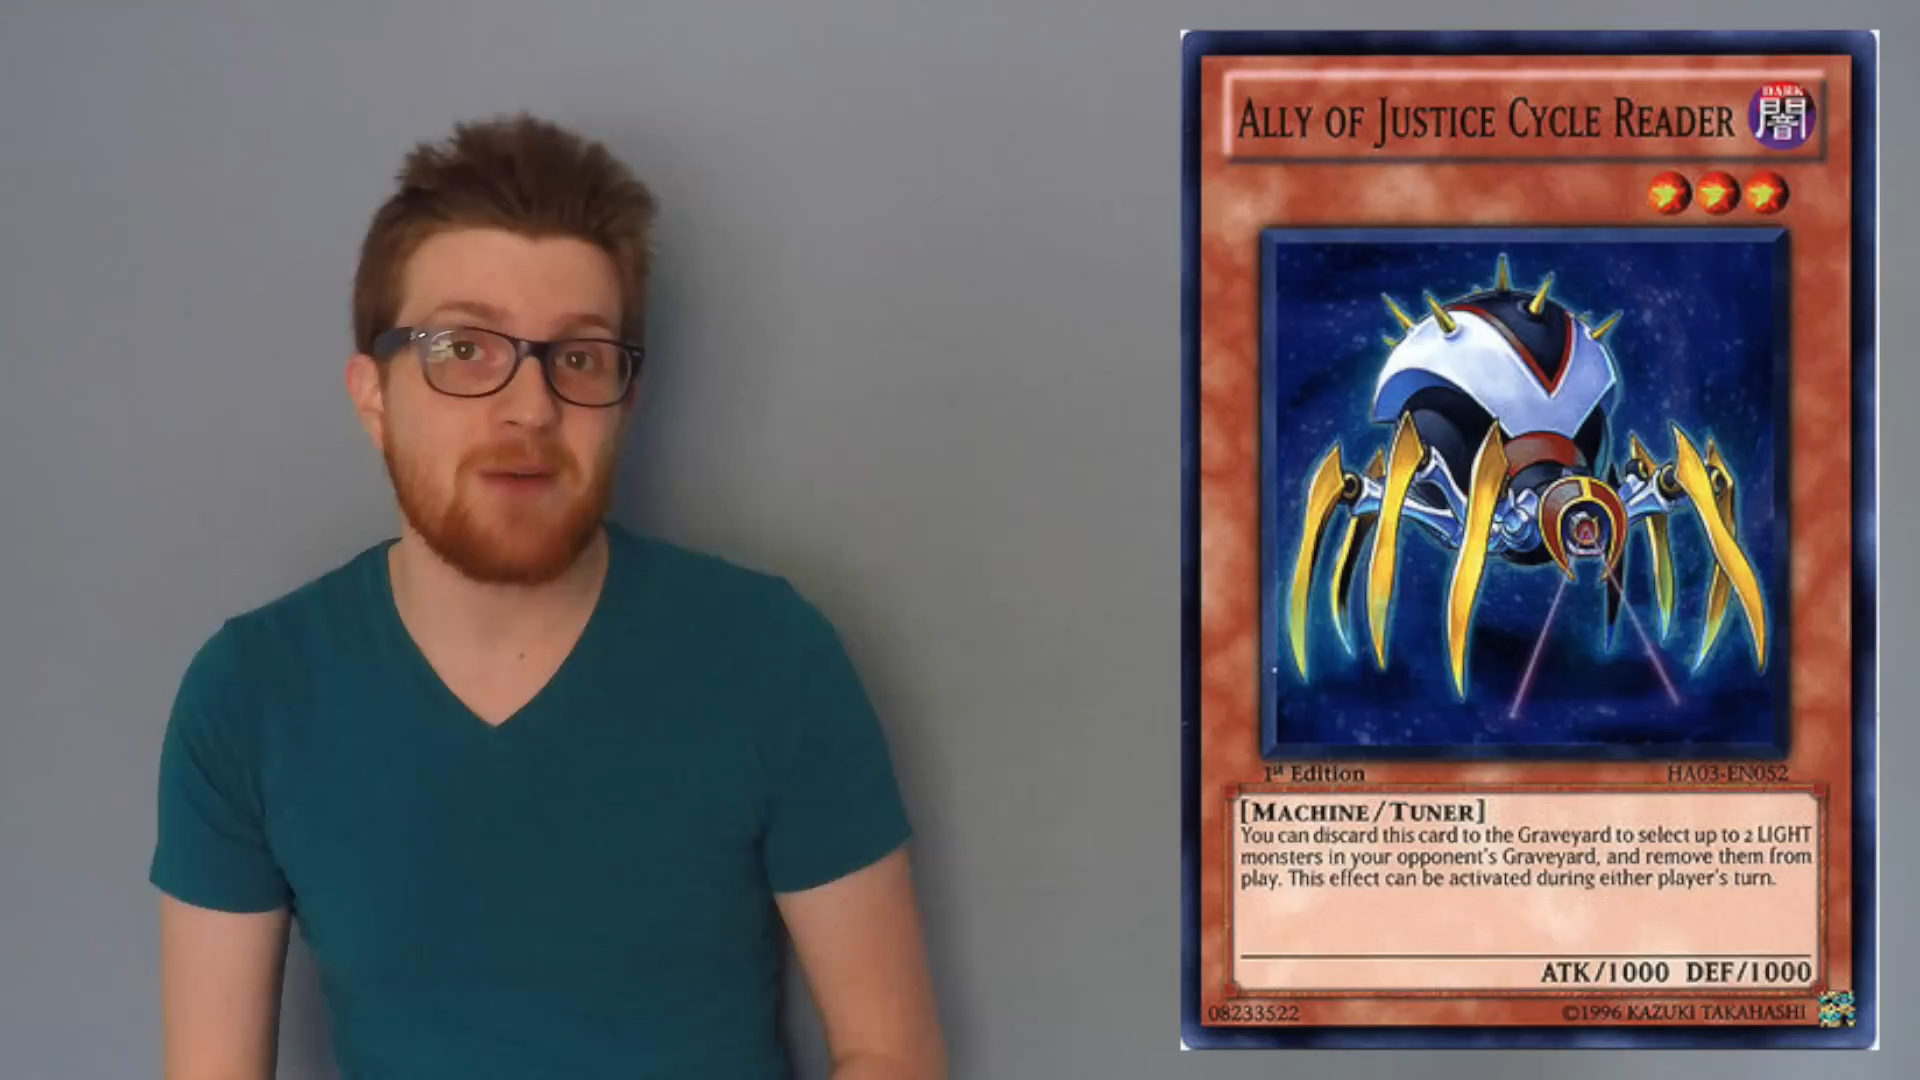 ALLY OF JUSTICE CYCLE READER
DARK
闇
1st Edition
HA03-EN052
[MACHINE/TUNER]
You can discard this card to the Graveyard to select up to 2 LIGHT
monsters in your opponent's Graveyard, and remove them from
play. This effect can be activated during either player's turn.
ATK/1000 DEF/1000
08233522
©1996 KAZUKI TAKAHASHI